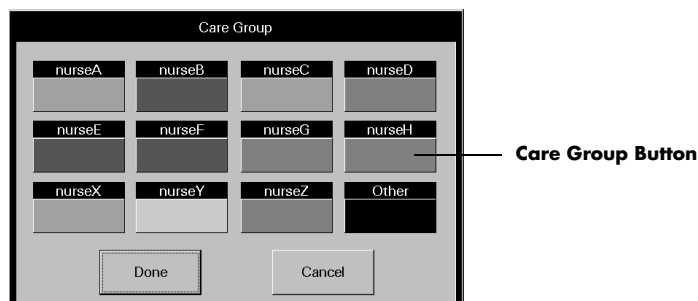 Care Group
nurseA nurseB nurseC nurseD
nurseE nurseF nurseG nurseH
Care Group Button
nurseX nurseY nurseZ Other
Done Cancel